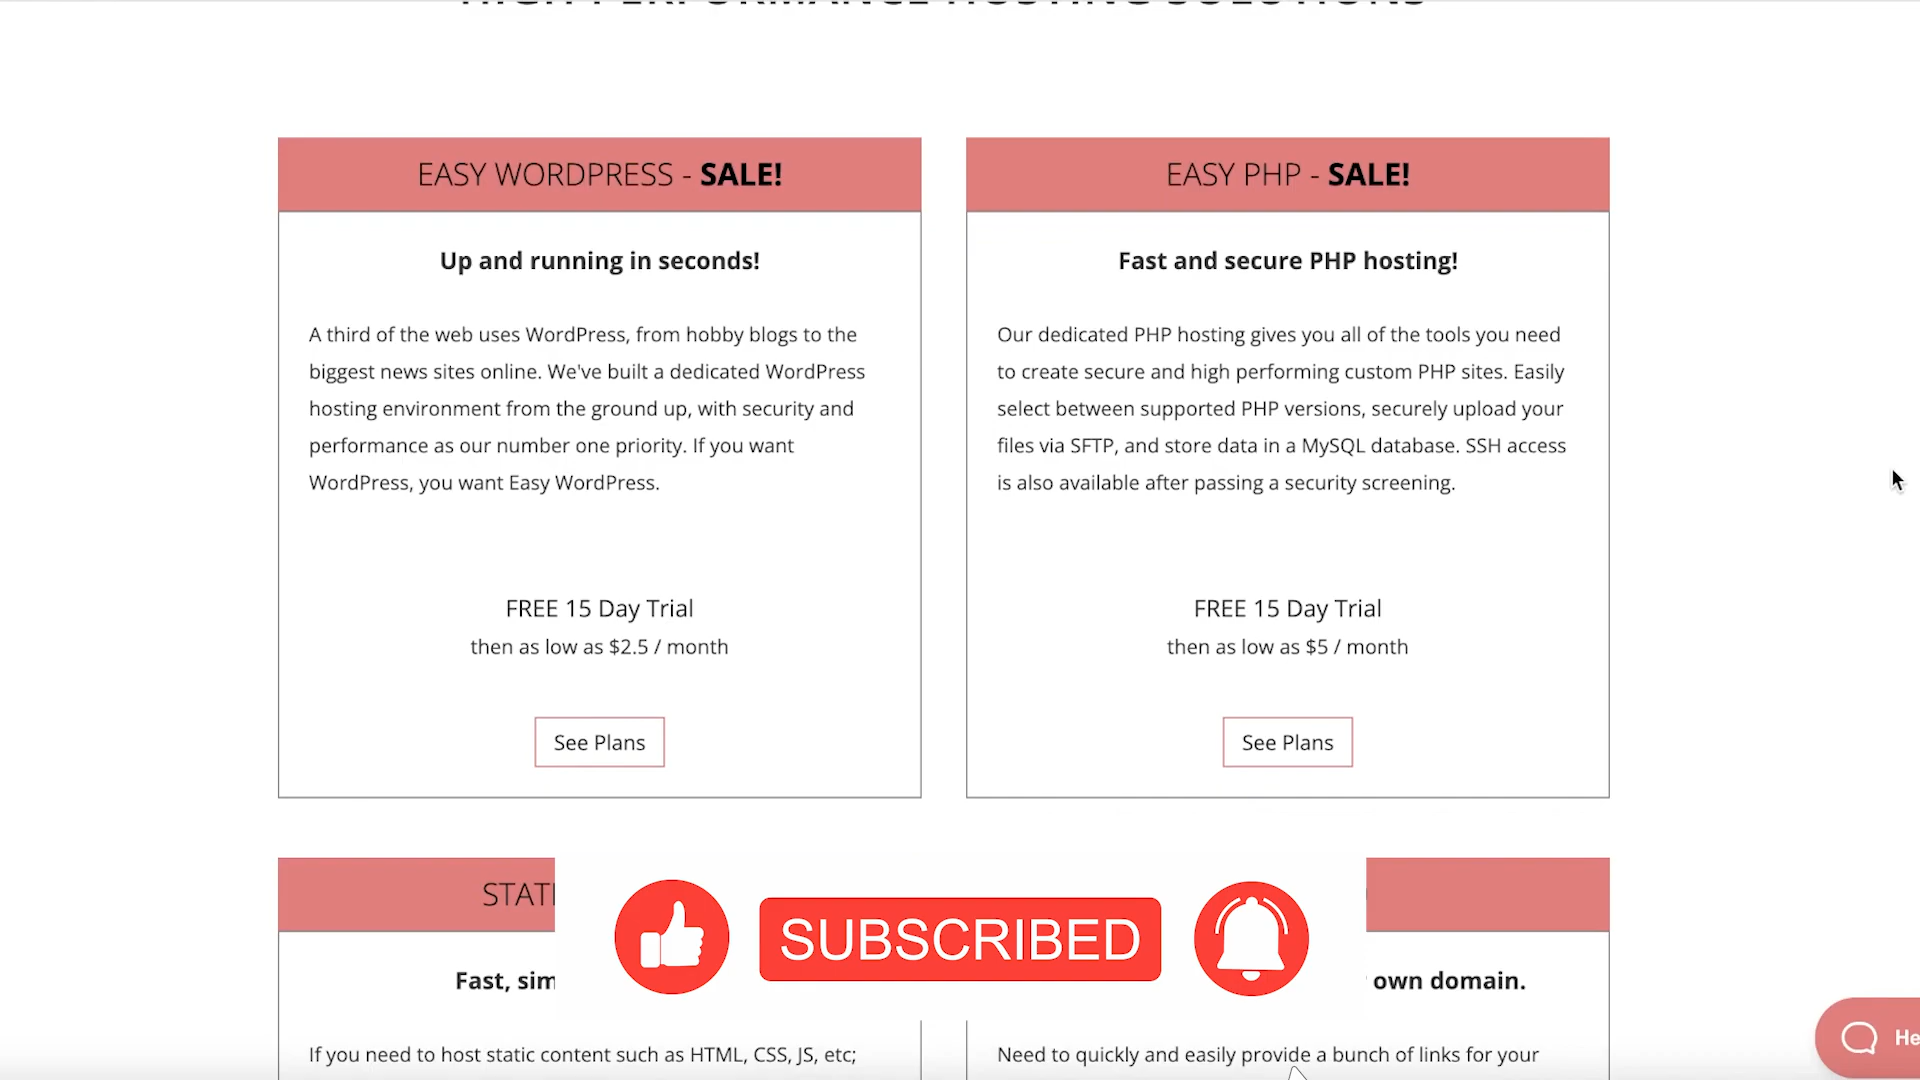 HIGH PERFORMANCE HOSTING SOLUTIONS
EASY WORDPRESS - SALE!
Up and running in seconds!
A third of the web uses WordPress, from hobby blogs to the
biggest news sites online. We've built a dedicated WordPress
hosting environment from the ground up, with security and
performance as our number one priority. If you want
WordPress, you want Easy WordPress.
FREE 15 Day Trial
then as low as $2.5 / month
See Plans
EASY PHP - SALE!
Fast and secure PHP hosting!
Our dedicated PHP hosting gives you all of the tools you need
to create secure and high performing custom PHP sites. Easily
select between supported PHP versions, securely upload your
files via SFTP, and store data in a MySQL database. SSH access
is also available after passing a security screening.
FREE 15 Day Trial
then as low as $5 / month
See Plans
STATI
Fast, sim
If you need to host static content such as HTML, CSS, JS, etc;
own domain.
Need to quickly and easily provide a bunch of links for your
SUBSCRIBED
He